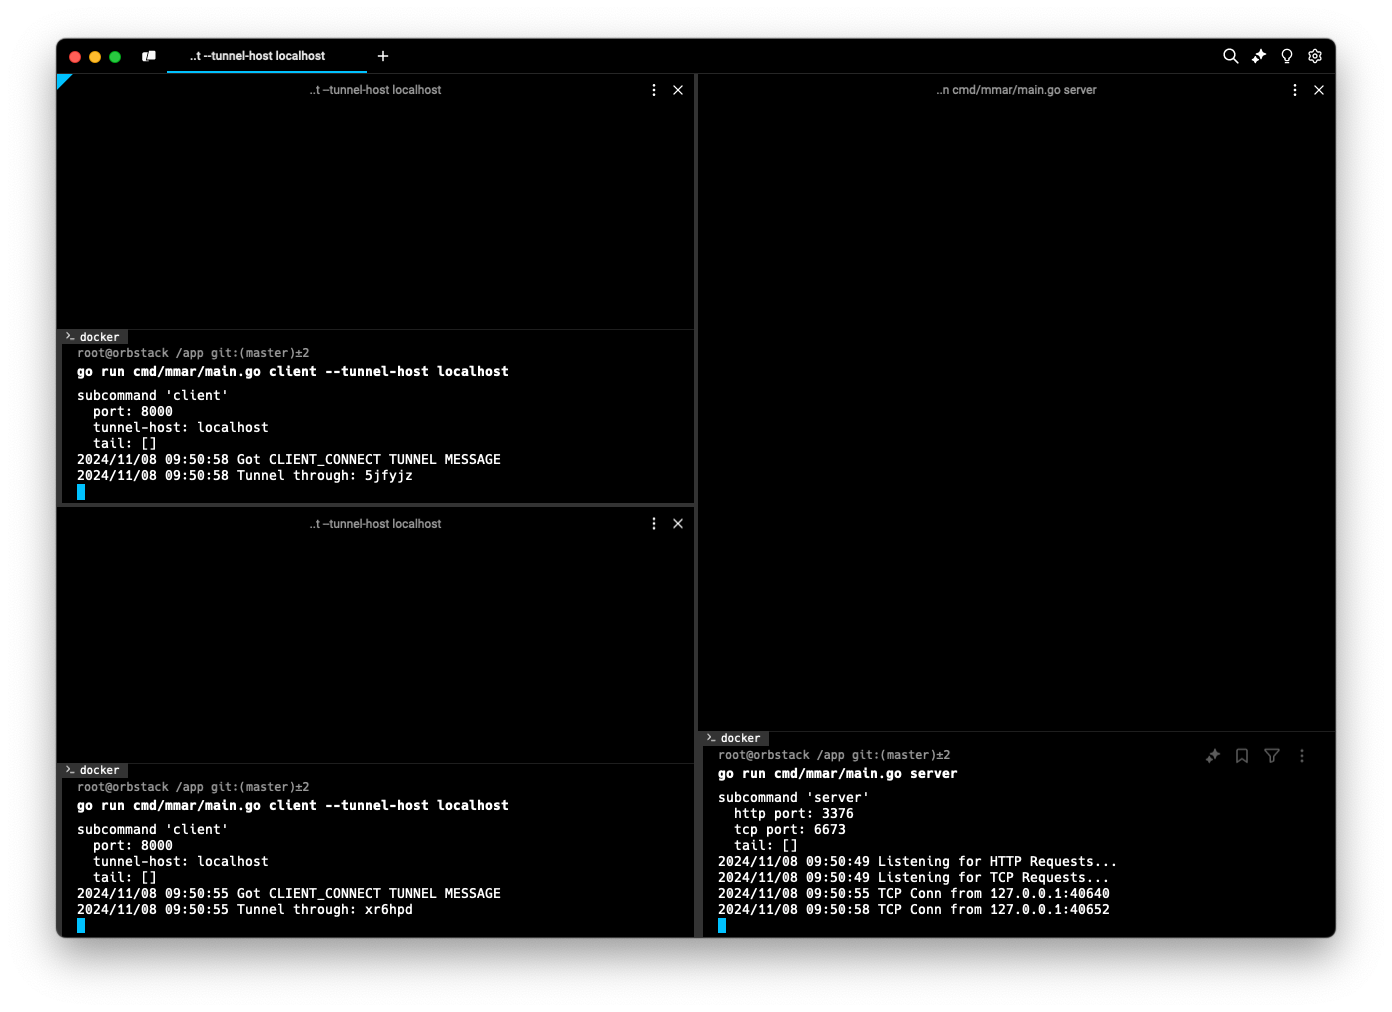 ..t --tunnel-host localhost
..t --tunnel-host localhost
docker
root@orbstack /app git:(master)±2
go run cmd/mmar/main.go client --tunnel-host localhost
subcommand 'client'
port: 8000
tunnel-host: localhost
tail: []
2024/11/08 09:50:58 Got CLIENT_CONNECT TUNNEL MESSAGE
2024/11/08 09:50:58 Tunnel through: 5jfyjz
..t --tunnel-host localhost
docker
root@orbstack /app git:(master)±2
go run cmd/mmar/main.go client --tunnel-host localhost
subcommand 'client'
port: 8000
tunnel-host: localhost
tail: []
2024/11/08 09:50:55 Got CLIENT_CONNECT TUNNEL MESSAGE
2024/11/08 09:50:55 Tunnel through: xr6hpd
..n cmd/mmar/main.go server
docker
root@orbstack /app git:(master)±2
go run cmd/mmar/main.go server
subcommand 'server'
http port: 3376
tcp port: 6673
tail: []
2024/11/08 09:50:49 Listening for HTTP Requests...
2024/11/08 09:50:49 Listening for TCP Requests...
2024/11/08 09:50:55 TCP Conn from 127.0.0.1:40640
2024/11/08 09:50:58 TCP Conn from 127.0.0.1:40652